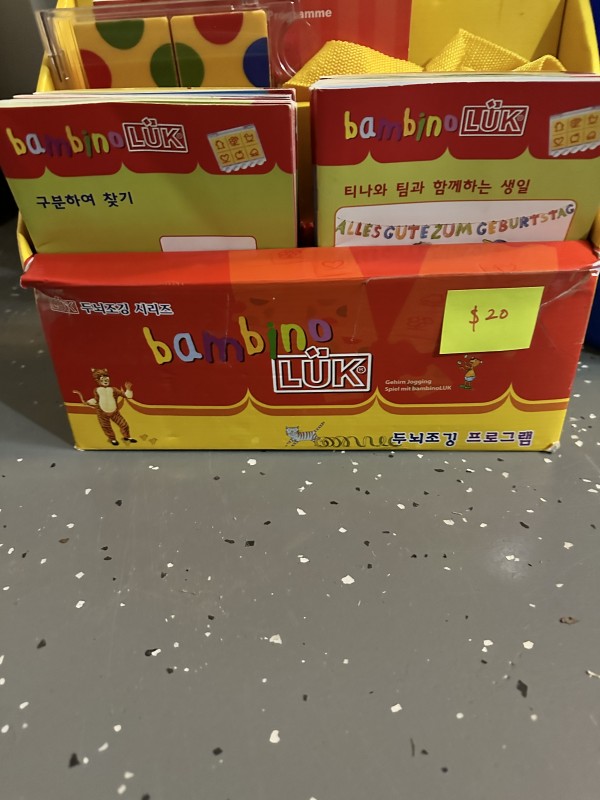 Programme
bambino LÜK
구분하여 찾기
bambino LÜK
티나와 팀과 함께하는 생일
ALLES GUTE ZUM GEBURTSTAG
두뇌조깅 시리즈
bambino
LÜK®
$20
Gehirn Jogging
Spiel mit bambinoLÜK
두뇌조깅 프로그램